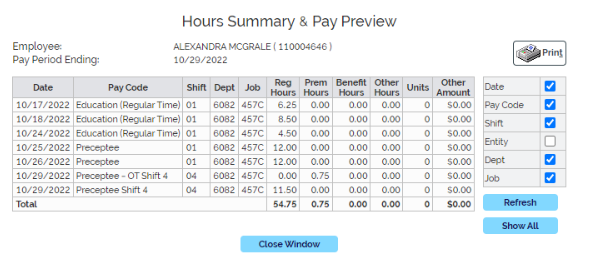 Hours Summary & Pay Preview
Employee: ALEXANDRA MCGRALE ( 110004646 )
Pay Period Ending: 10/29/2022
Print
Date Pay Code Shift Dept Job Reg Hours Prem Hours Benefit Hours Other Hours Units Other Amount
10/17/2022 Education (Regular Time) 01 6082 457C 6.25 0.00 0.00 0.00 0 $0.00
10/18/2022 Education (Regular Time) 01 6082 457C 8.50 0.00 0.00 0.00 0 $0.00
10/24/2022 Education (Regular Time) 01 6082 457C 4.50 0.00 0.00 0.00 0 $0.00
10/25/2022 Preceptee 01 6082 457C 12.00 0.00 0.00 0.00 0 $0.00
10/26/2022 Preceptee 01 6082 457C 12.00 0.00 0.00 0.00 0 $0.00
10/29/2022 Preceptee - OT Shift 4 04 6082 457C 0.00 0.75 0.00 0.00 0 $0.00
10/29/2022 Preceptee Shift 4 04 6082 457C 11.50 0.00 0.00 0.00 0 $0.00
Total 54.75 0.75 0.00 0.00 0 $0.00
Date
Pay Code
Shift
Entity
Dept
Job
Refresh
Show All
Close Window